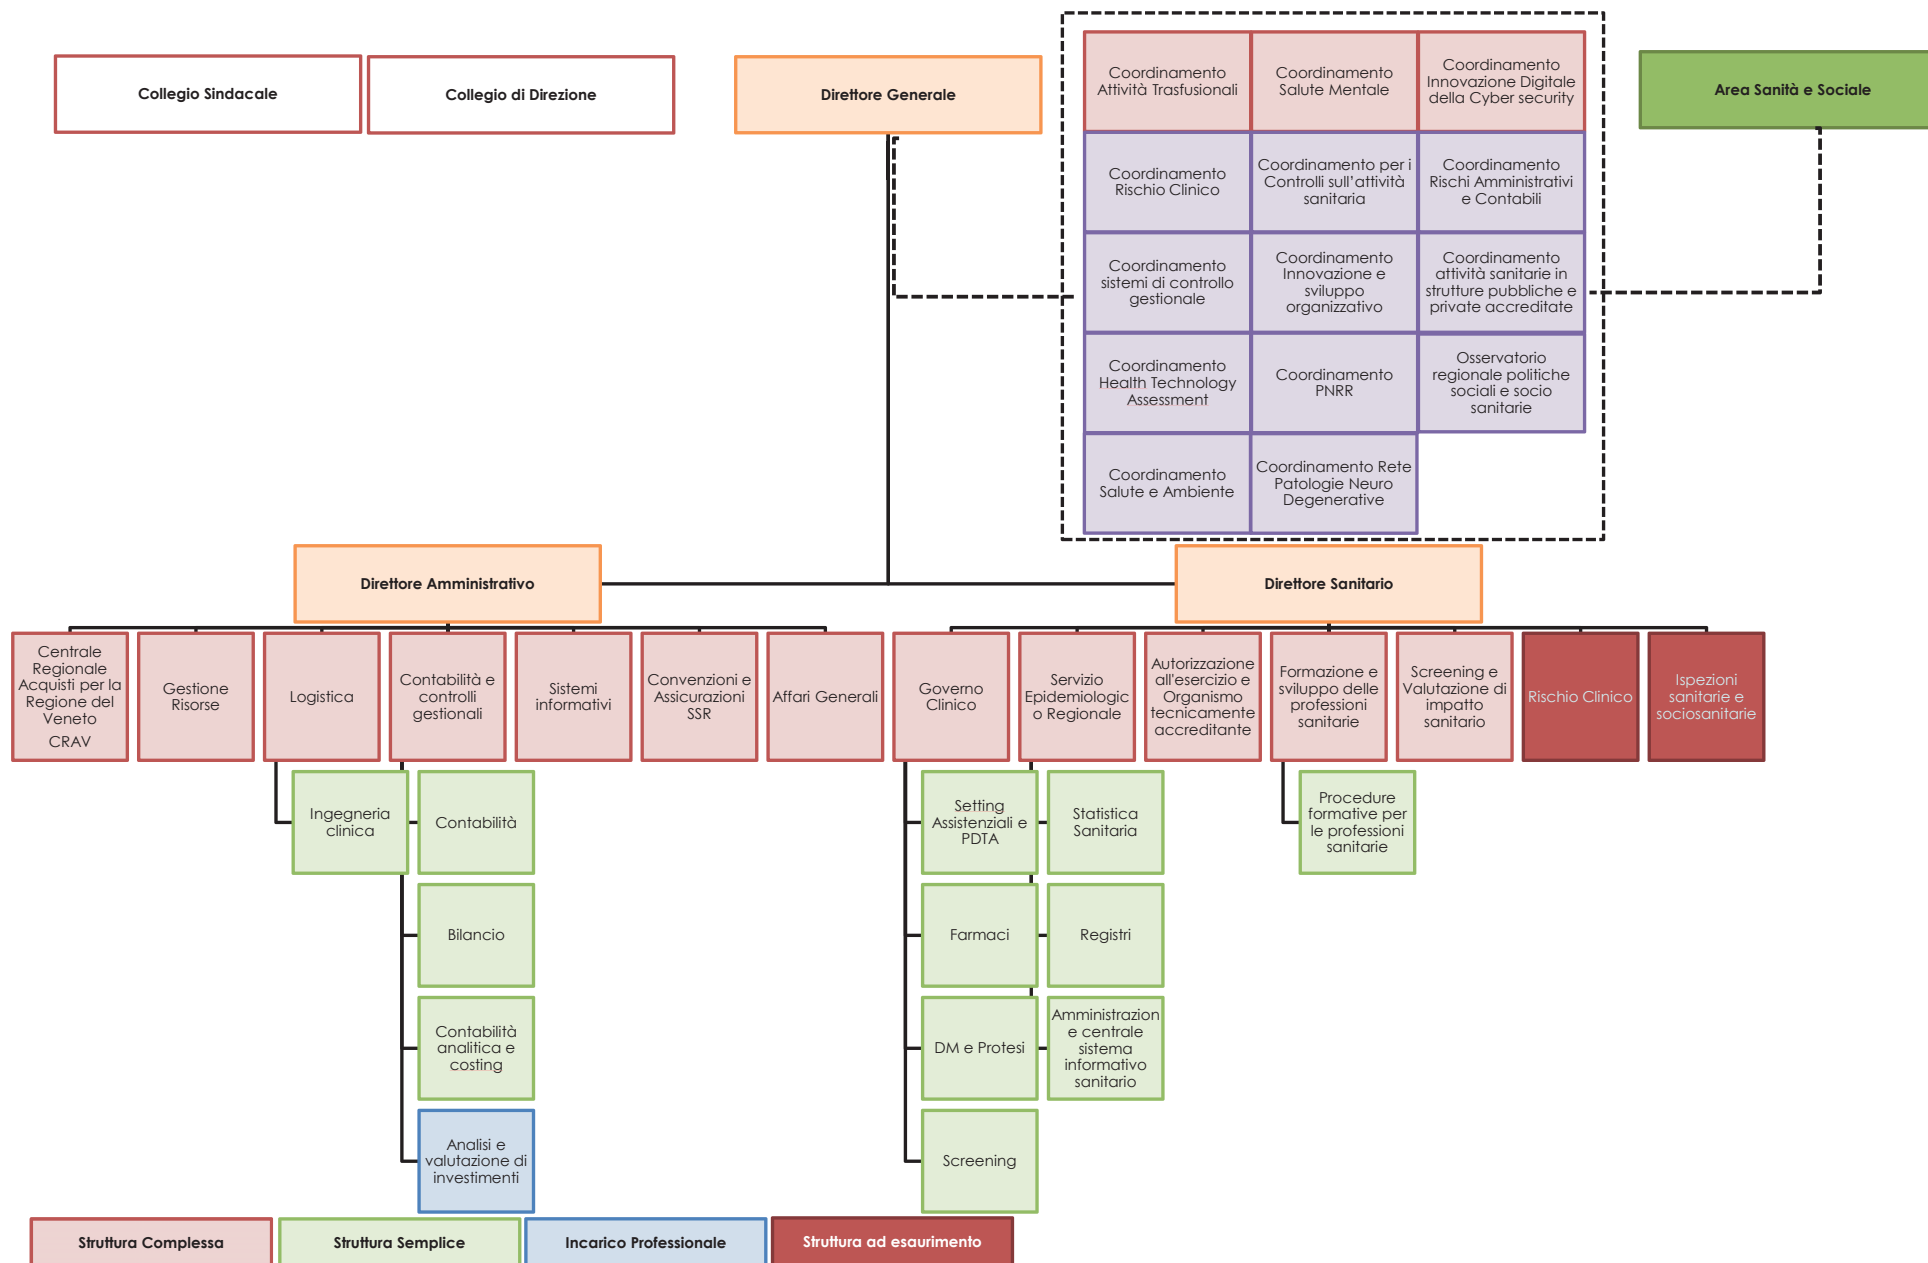 Collegio Sindacale
Collegio di Direzione
Direttore Generale
Coordinamento
Attività Trasfusionali
Coordinamento
Salute Mentale
Coordinamento
Innovazione Digitale
della Cyber security
Area Sanità e Sociale
Coordinamento
Rischio Clinico
Coordinamento per i
Controlli sull'attività
sanitaria
Coordinamento
Rischi Amministrativi
e Contabili
Coordinamento
sistemi di controllo
gestionale
Coordinamento
Innovazione e
sviluppo
organizzativo
Coordinamento
attività sanitarie in
strutture pubbliche e
private accreditate
Coordinamento
Health Technology
Assessment
Coordinamento
PNRR
Osservatorio
regionale politiche
sociali e socio
sanitarie
Coordinamento
Salute e Ambiente
Coordinamento Rete
Patologie Neuro
Degenerative
Direttore Amministrativo
Direttore Sanitario
Centrale
Regionale
Acquisti per la
Regione del
Veneto
CRAV
Gestione
Risorse
Logistica
Contabilità e
controlli
gestionali
Sistemi
informativi
Convenzioni e
Assicurazioni
SSR
Affari Generali
Governo
Clinico
Servizio
Epidemiologic
o Regionale
Autorizzazione
all'esercizio e
Organismo
tecnicamente
accreditante
Formazione e
sviluppo delle
professioni
sanitarie
Screening e
Valutazione di
impatto
sanitario
Rischio Clinico
Ispezioni
sanitarie e
sociosanitarie
Ingegneria
clinica
Contabilità
Setting
Assistenziali e
PDTA
Statistica
Sanitaria
Procedure
formative per
le professioni
sanitarie
Bilancio
Farmaci
Registri
Contabilità
analitica e
costing
DM e Protesi
Amministrazion
e centrale
sistema
informativo
sanitario
Analisi e
valutazione di
investimenti
Screening
Struttura Complessa
Struttura Semplice
Incarico Professionale
Struttura ad esaurimento